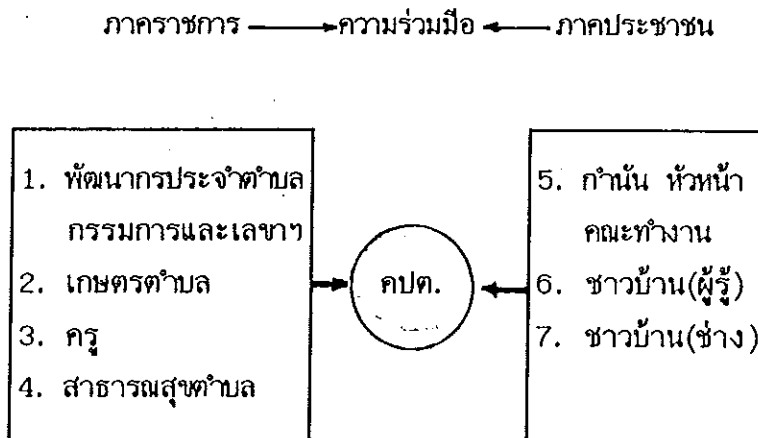 ภาคราชการ ความร่วมมือ ภาคประชาชน
1. พัฒนากรประจำตำบล
กรรมการและเลขาฯ
2. เกษตรตำบล
3. ครู
4. สาธารณสุขตำบล
คปต.
5. กำนัน หัวหน้า
คณะทำงาน
6. ชาวบ้าน(ผู้รู้)
7. ชาวบ้าน(ช่าง)